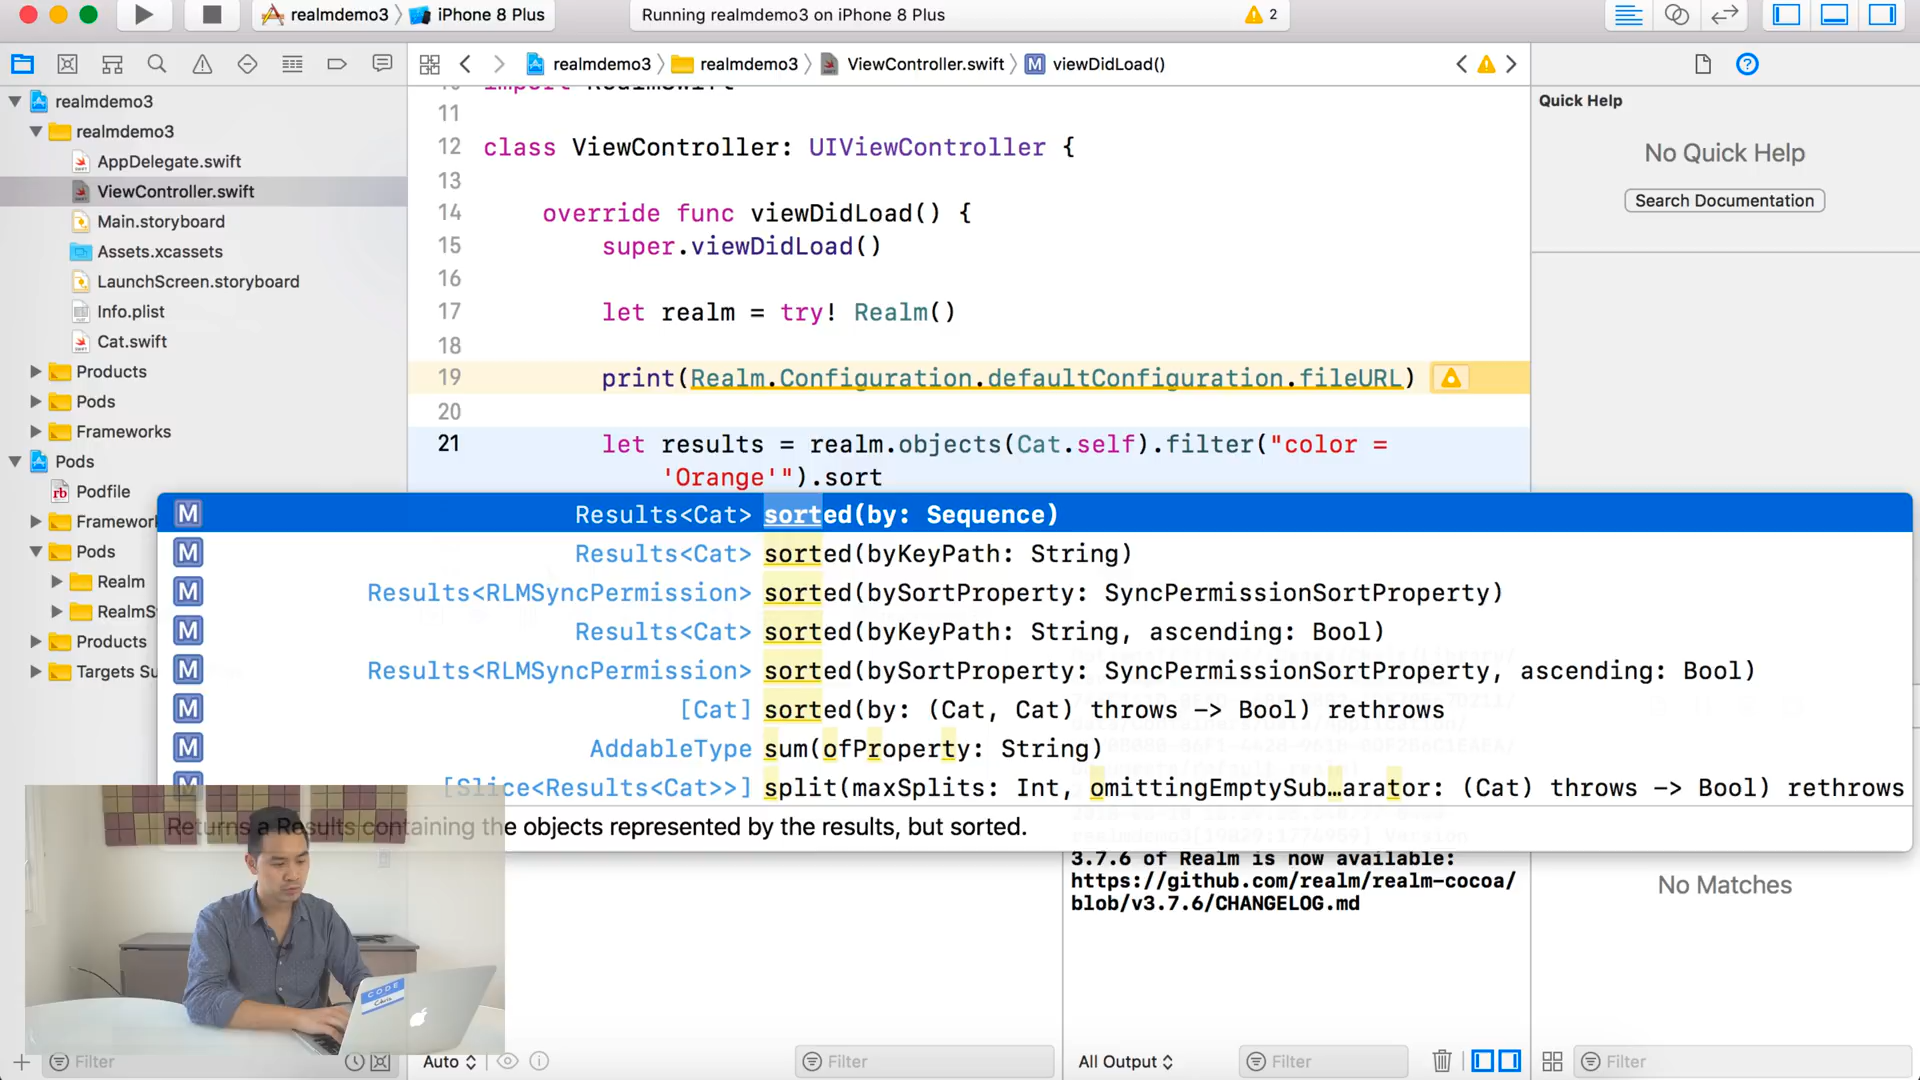 realmdemo3 iPhone 8 Plus
Running realmdemo3 on iPhone 8 Plus
2
realmdemo3
realmdemo3
ViewController.swift
viewDidLoad()
realmdemo3
realmdemo3
AppDelegate.swift
ViewController.swift
Main.storyboard
Assets.xcassets
LaunchScreen.storyboard
Info.plist
Cat.swift
Products
Pods
Frameworks
Pods
Podfile
Pods
Realm
Products
import RealmSwift
11
12 class ViewController: UIViewController {
13
14 override func viewDidLoad() {
15 super.viewDidLoad()
16
17 let realm = try! Realm()
18
19 print(Realm.Configuration.defaultConfiguration.fileURL)
20
21 let results = realm.objects(Cat.self).filter("color =
'Orange'").sort
M Results<Cat> sorted(by: Sequence)
M Results<Cat> sorted(byKeyPath: String)
M Results<RLMSyncPermission> sorted(bySortProperty: SyncPermissionSortProperty)
M Results<Cat> sorted(byKeyPath: String, ascending: Bool)
M Results<RLMSyncPermission> sorted(bySortProperty: SyncPermissionSortProperty, ascending: Bool)
M [Cat] sorted(by: (Cat, Cat) throws -> Bool) rethrows
M AddableType sum(ofProperty: String)
M [Slice<Results<Cat>>] split(maxSplits: Int, omittingEmptySub…arator: (Cat) throws -> Bool) rethrows
Returns a Results containing the objects represented by the results, but sorted.
3.7.6 of Realm is now available:
https://github.com/realm/realm-cocoa/
blob/v3.7.6/CHANGELOG.md
Quick Help
No Quick Help
Search Documentation
No Matches
CODE
Chris
Filter
Auto
Filter
All Output
Filter
Filter